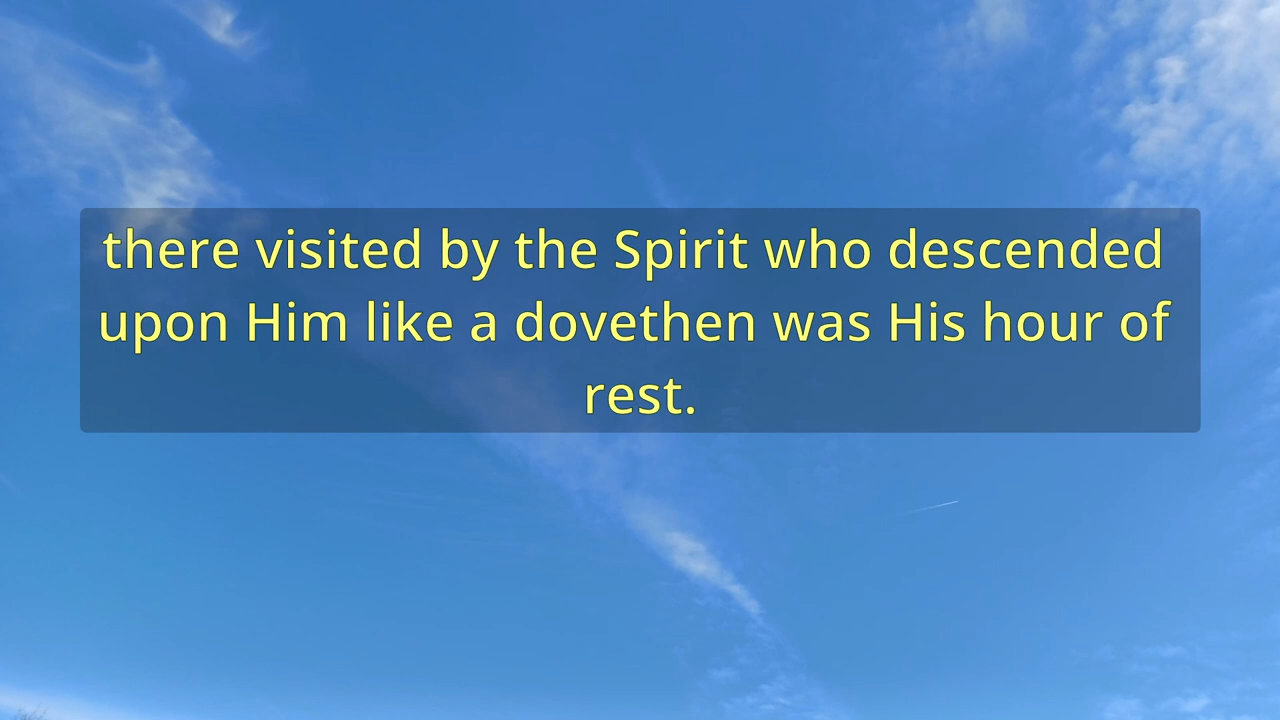 there visited by the Spirit who descended
upon Him like a dovethen was His hour of
rest.